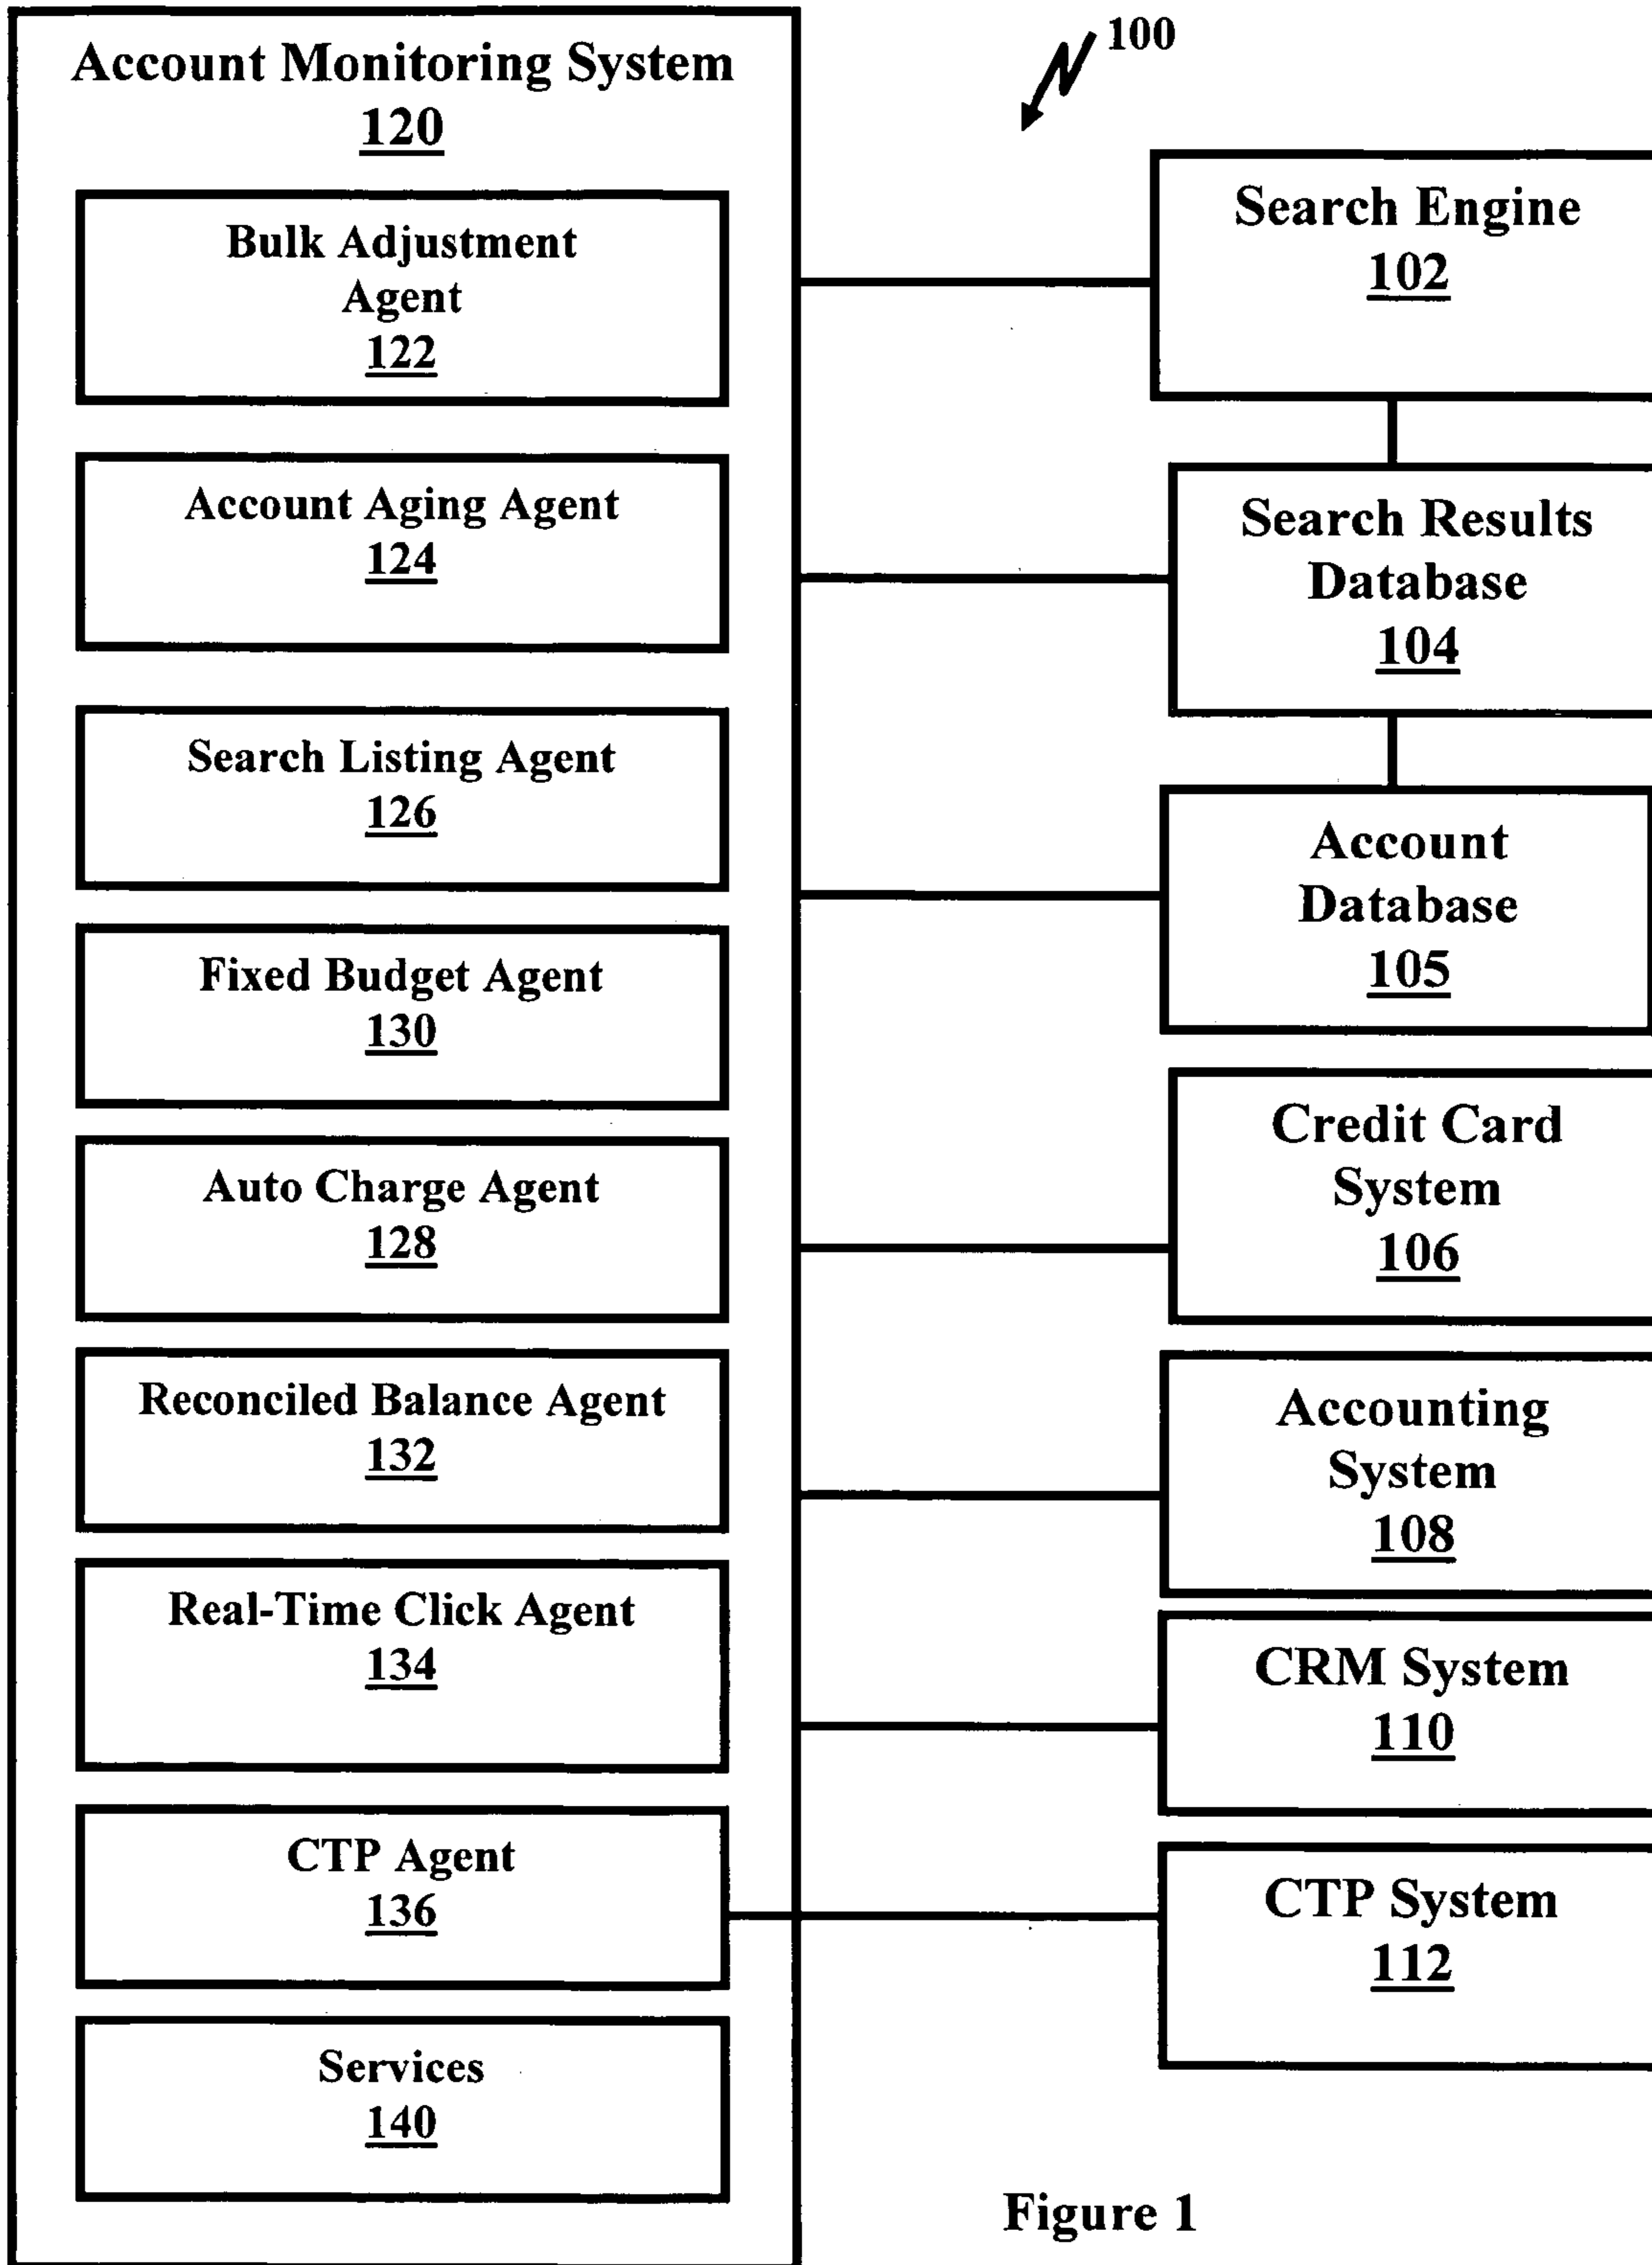 Account Monitoring System
120
Bulk Adjustment
Agent
122
Account Aging Agent
124
Search Listing Agent
126
Fixed Budget Agent
130
Auto Charge Agent
128
Reconciled Balance Agent
132
Real-Time Click Agent
134
CTP Agent
136
Services
140
100
Search Engine
102
Search Results
Database
104
Account
Database
105
Credit Card
System
106
Accounting
System
108
CRM System
110
CTP System
112
Figure 1